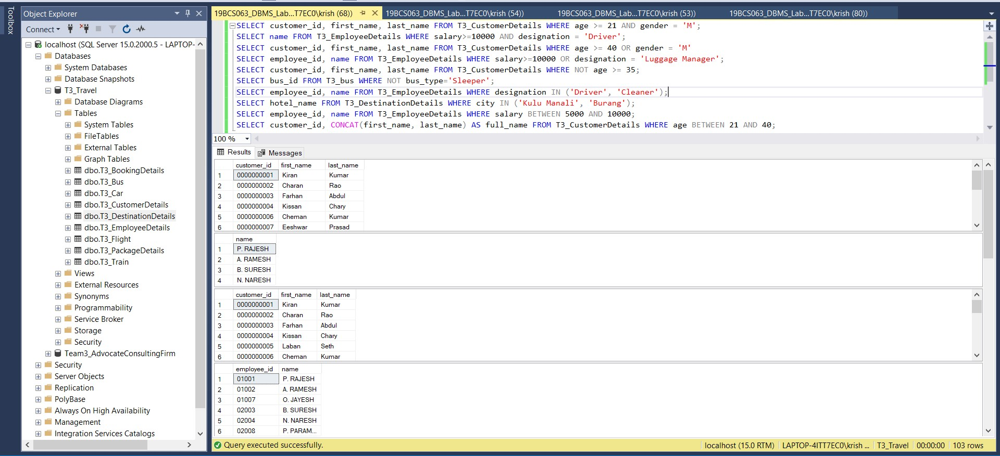 Toolbox
Object Explorer
Connect
localhost (SQL Server 15.0.2000.5 - LAPTOP-
Databases
System Databases
Database Snapshots
T3_Travel
Database Diagrams
Tables
System Tables
FileTables
External Tables
Graph Tables
dbo.T3_BookingDetails
dbo.T3_Bus
dbo.T3_Car
dbo.T3_CustomerDetails
dbo.T3_DestinationDetails
dbo.T3_EmployeeDetails
dbo.T3_Flight
dbo.T3_PackageDetails
dbo.T3_Train
Views
External Resources
Synonyms
Programmability
Service Broker
Storage
Security
Team3_AdvocateConsultingFirm
Security
Server Objects
Replication
PolyBase
Always On High Availability
Management
Integration Services Catalogs
19BCS063_DBMS_Lab...T7EC0\krish (68)) 19BCS063_DBMS_Lab...T7EC0\krish (54)) 19BCS063_DBMS_Lab...T7EC0\krish (53)) 19BCS063_DBMS_Lab...T7EC0\krish (80))
SELECT customer_id, first_name, last_name FROM T3_CustomerDetails WHERE age >= 21 AND gender = 'M';
SELECT name FROM T3_EmployeeDetails WHERE salary>=10000 AND designation = 'Driver';
SELECT customer_id, first_name, last_name FROM T3_CustomerDetails WHERE age >= 40 OR gender = 'M'
SELECT employee_id, name FROM T3_EmployeeDetails WHERE salary>=10000 OR designation = 'Luggage Manager';
SELECT customer_id, first_name, last_name FROM T3_CustomerDetails WHERE NOT age >= 35;
SELECT bus_id FROM T3_bus WHERE NOT bus_type='Sleeper';
SELECT employee_id, name FROM T3_EmployeeDetails WHERE designation IN ('Driver', 'Cleaner');
SELECT hotel_name FROM T3_DestinationDetails WHERE city IN ('Kulu Manali', 'Burang');
SELECT employee_id, name FROM T3_EmployeeDetails WHERE salary BETWEEN 5000 AND 10000;
SELECT customer_id, CONCAT(first_name, last_name) AS full_name FROM T3_CustomerDetails WHERE age BETWEEN 21 AND 40;
100 %
Results Messages
customer_id first_name last_name
1 0000000001 Kiran Kumar
2 0000000002 Charan Rao
3 0000000003 Farhan Abdul
4 0000000004 Kissan Chary
5 0000000006 Cheman Kumar
6 0000000007 Eeshwar Prasad
name
1 P. RAJESH
2 A. RAMESH
3 B. SURESH
4 N. NARESH
customer_id first_name last_name
1 0000000001 Kiran Kumar
2 0000000002 Charan Rao
3 0000000003 Farhan Abdul
4 0000000004 Kissan Chary
5 0000000005 Laban Seth
6 0000000006 Cheman Kumar
employee_id name
1 01001 P. RAJESH
2 01002 A. RAMESH
3 01007 O. JAYESH
4 02003 B. SURESH
5 02004 N. NARESH
6 02008 P. PARAM...
Query executed successfully. localhost (15.0 RTM) LAPTOP-4ITT7EC0\krish ... T3_Travel 00:00:00 103 rows